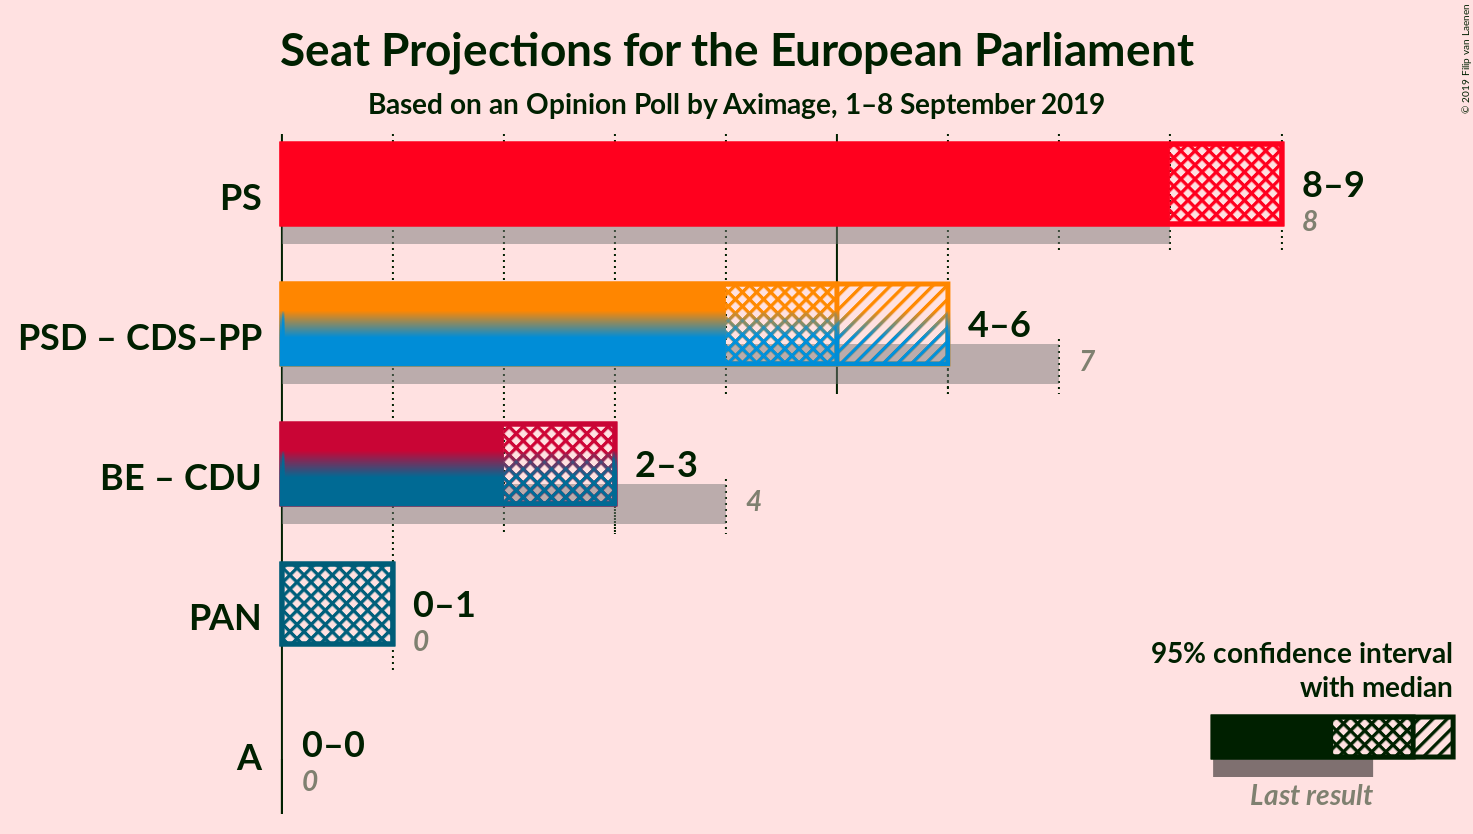 Seat Projections for the European Parliament
Based on an Opinion Poll by Aximage, 1–8 September 2019
© 2019 Filip van Laenen
PS
8–9
8
PSD – CDS–PP
4–6
7
BE – CDU
2–3
4
PAN
0–1
0
A
0–0
0
95% confidence interval
with median
Last result